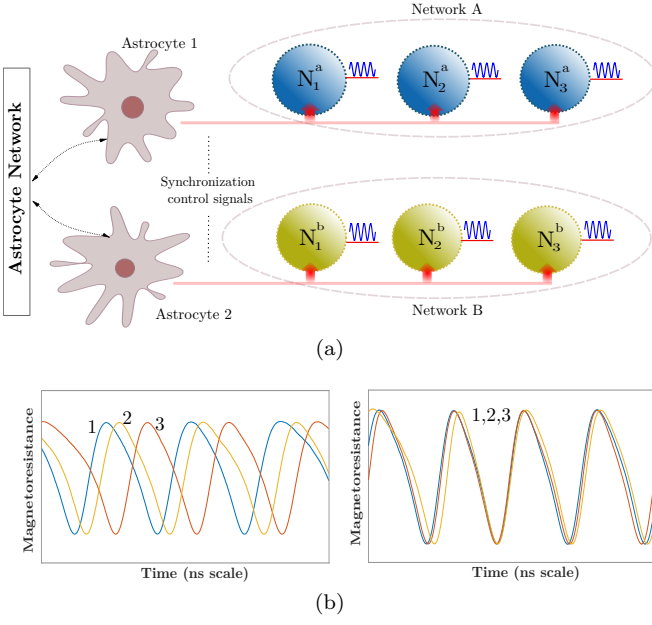 Network A
Astrocyte 1
N₁ᵃ
N₂ᵃ
N₃ᵃ
Astrocyte Network
Synchronization
control signals
N₁ᵇ
N₂ᵇ
N₃ᵇ
Astrocyte 2
Network B
(a)
Magnetoresistance
1
2
3
Time (ns scale)
Magnetoresistance
1,2,3
Time (ns scale)
(b)